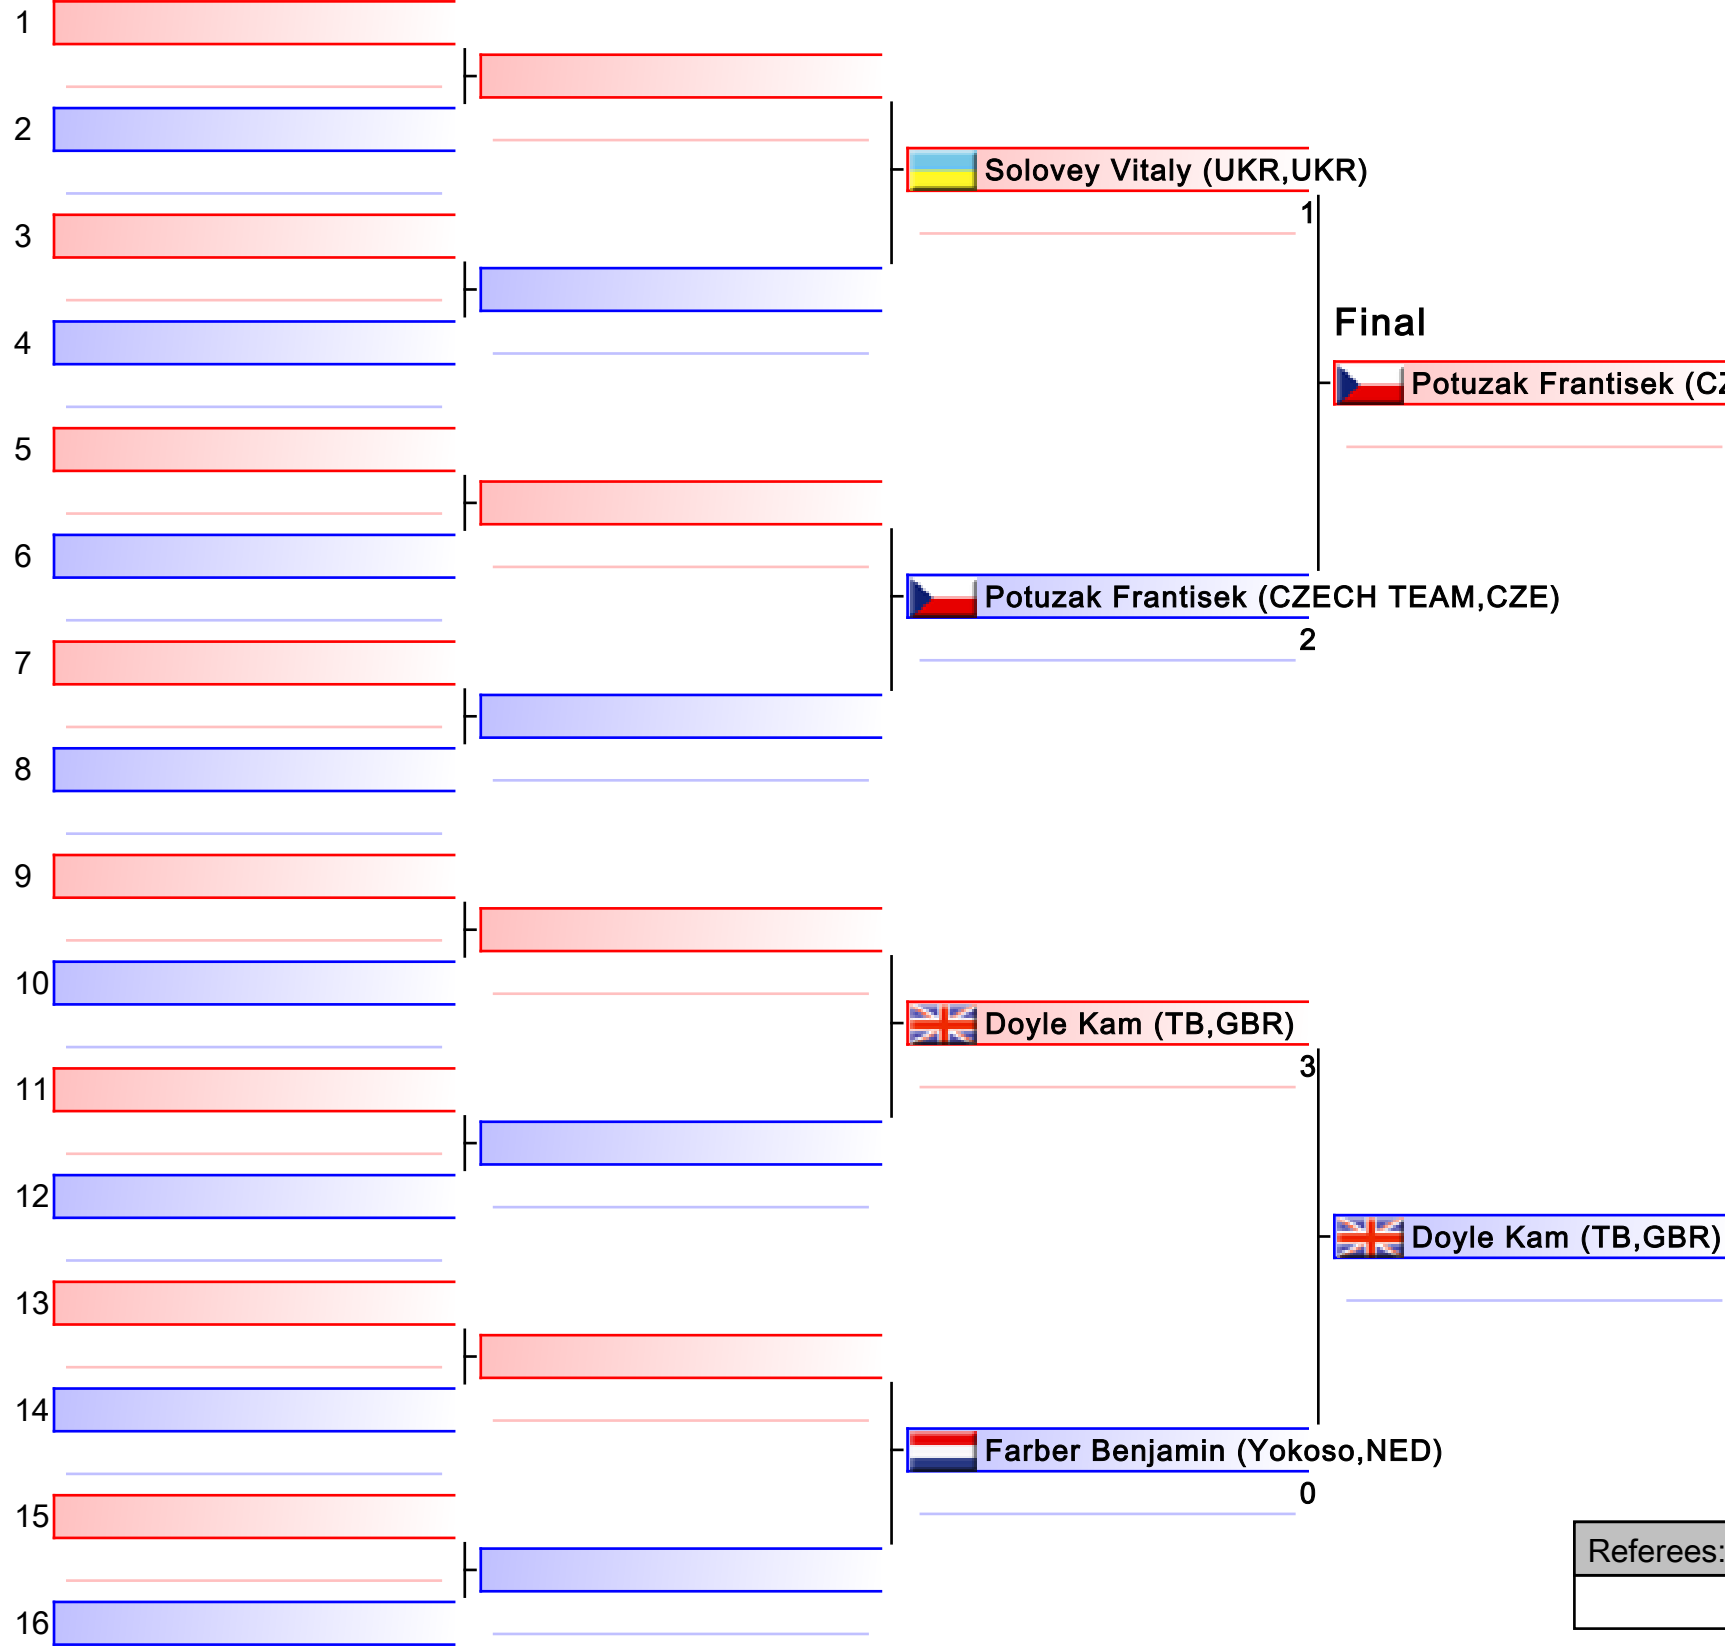 1
2
Solovey Vitaly (UKR,UKR)
1
3
Final
4
Potuzak Frantisek (CZ
5
6
Potuzak Frantisek (CZECH TEAM,CZE)
2
7
8
9
10
Doyle Kam (TB,GBR)
3
11
12
Doyle Kam (TB,GBR)
13
14
Farber Benjamin (Yokoso,NED)
0
15
Referees:
16